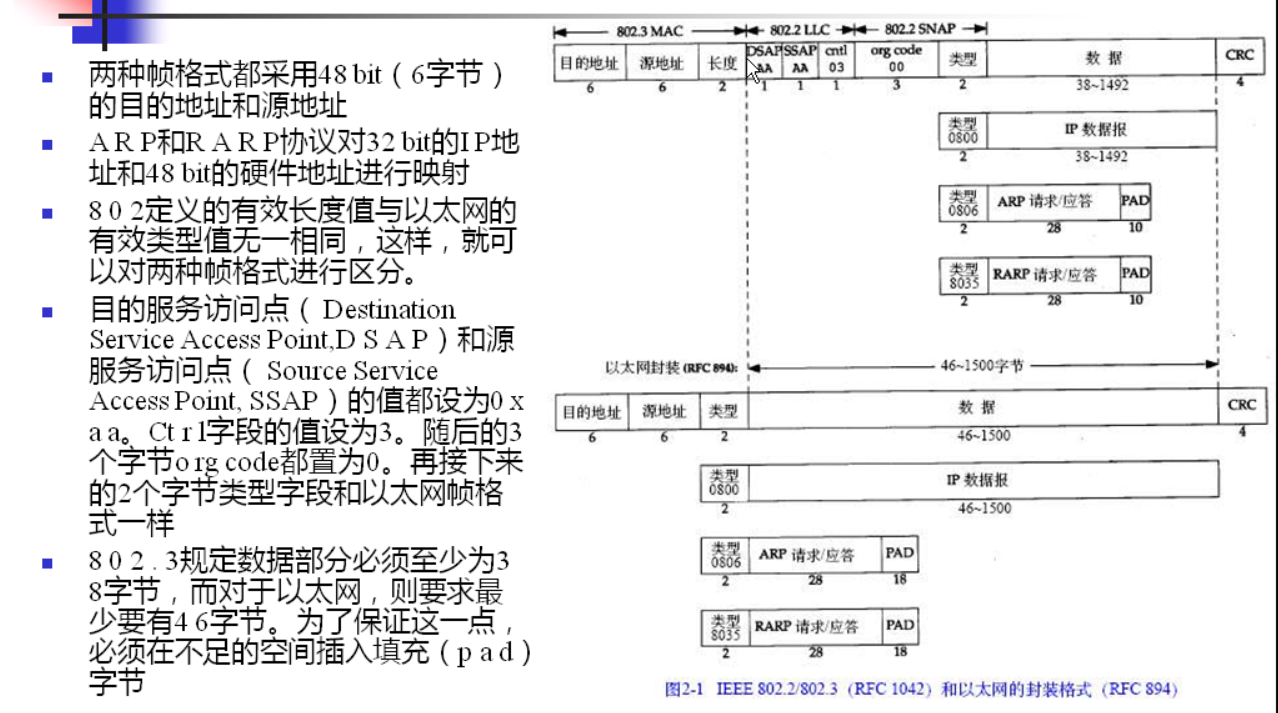 两种帧格式都采用48 bit（6字节）
的目的地址和源地址
A R P和R A R P协议对32 bit的I P地
址和48 bit的硬件地址进行映射
8 0 2定义的有效长度值与以太网的
有效类型值无一相同，这样，就可
以对两种帧格式进行区分。
目的服务访问点（ Destination
Service Access Point,D S A P）和源
服务访问点（ Source Service
Access Point, SSAP）的值都设为0 x
a a。Ct r l字段的值设为3。随后的3
个字节o rg code都置为0。再接下来
的2个字节类型字段和以太网帧格
式一样
8 0 2 . 3规定数据部分必须至少为3
8字节，而对于以太网，则要求最
少要有4 6字节。为了保证这一点，
必须在不足的空间插入填充（p a d）
字节
802.3 MAC 802.2 LLC 802.2 SNAP
目的地址 源地址 长度 DSAP AA SSAP AA cntl 03 org code 00 类型 数 据 CRC
6 6 2 1 1 1 3 2 38~1492 4
类型 0800 IP 数据报
2 38~1492
类型 0806 ARP 请求/应答 PAD
2 28 10
类型 8035 RARP 请求/应答 PAD
2 28 10
以太网封装 (RFC 894): 46~1500字节
目的地址 源地址 类型 数 据 CRC
6 6 2 46~1500 4
类型 0800 IP 数据报
2 46~1500
类型 0806 ARP 请求/应答 PAD
2 28 18
类型 8035 RARP 请求/应答 PAD
2 28 18
图2-1 IEEE 802.2/802.3（RFC 1042）和以太网的封装格式（RFC 894）